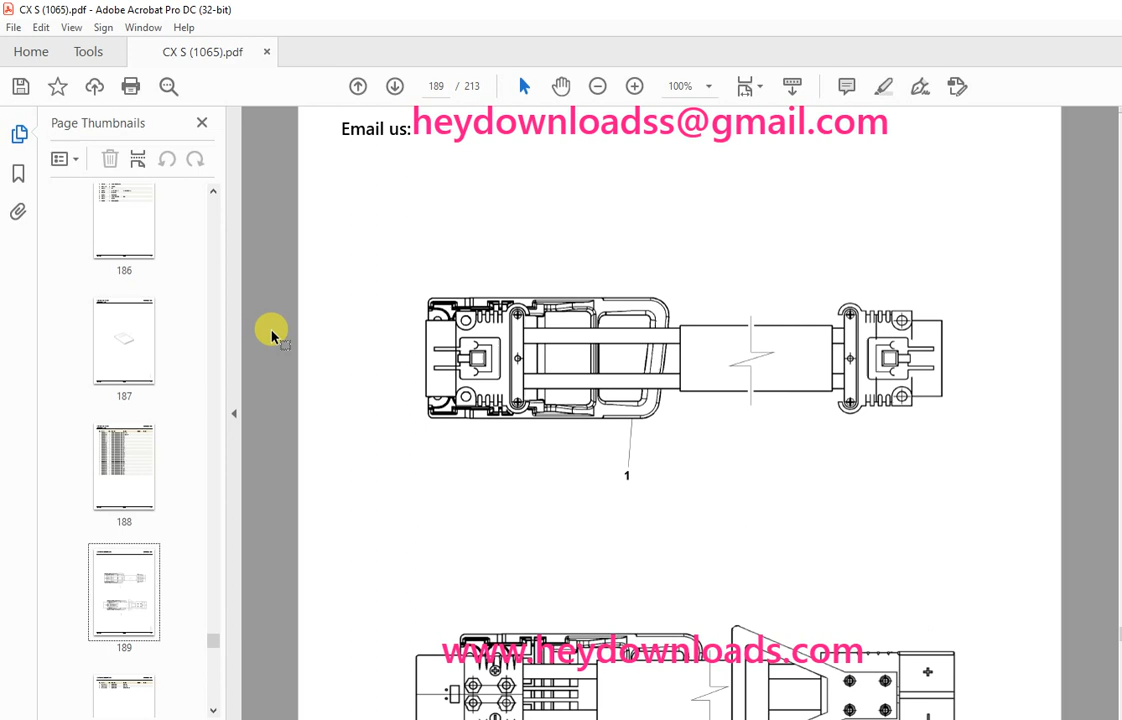 CX S (1065).pdf - Adobe Acrobat Pro DC (32-bit)
File Edit View Sign Window Help
Home Tools CX S (1065).pdf ×
189 / 213 100%
Email us: heydownloadss@gmail.com
Page Thumbnails
186
187
188
189
1
www.heydownloads.com
+